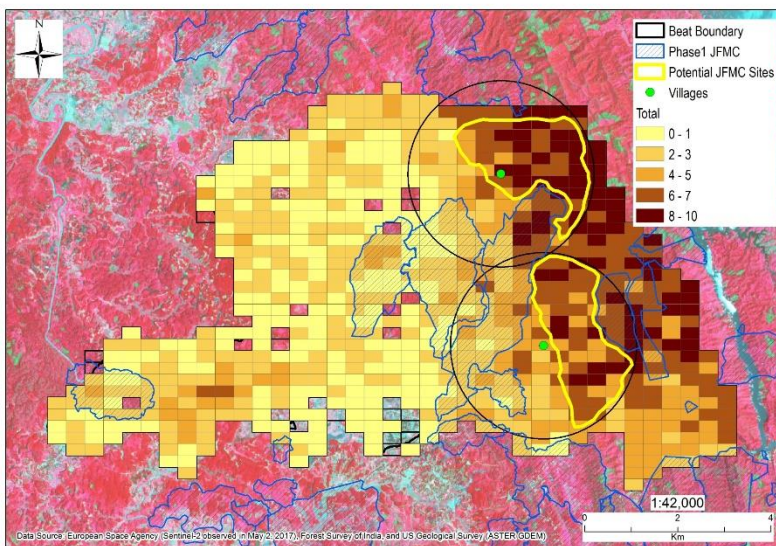 N
Beat Boundary
Phase1 JFMC
Potential JFMC Sites
Villages
Total
0 - 1
2 - 3
4 - 5
6 - 7
8 - 10
1:42,000
0 2 4
Km
Data Source: European Space Agency (Sentinel-2 observed in May 2, 2017), Forest Survey of India, and US Geological Survey (ASTER GDEM)